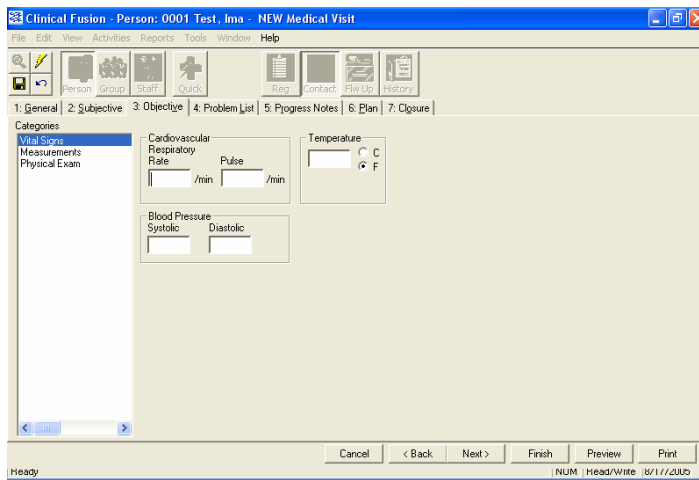 Clinical Fusion - Person: 0001 Test, Ima - NEW Medical Visit
File Edit View Activities Reports Tools Window Help
Person Group Staff Quick Reg Contact Flw Up History
1: General 2: Subjective 3: Objective 4: Problem List 5: Progress Notes 6: Plan 7: Closure
Categories
Vital Signs
Measurements
Physical Exam
Cardiovascular
Respiratory
Rate Pulse
/min /min
Temperature
C
F
Blood Pressure
Systolic Diastolic
Cancel < Back Next > Finish Preview Print
Ready NUM Read/Write 8/17/2005